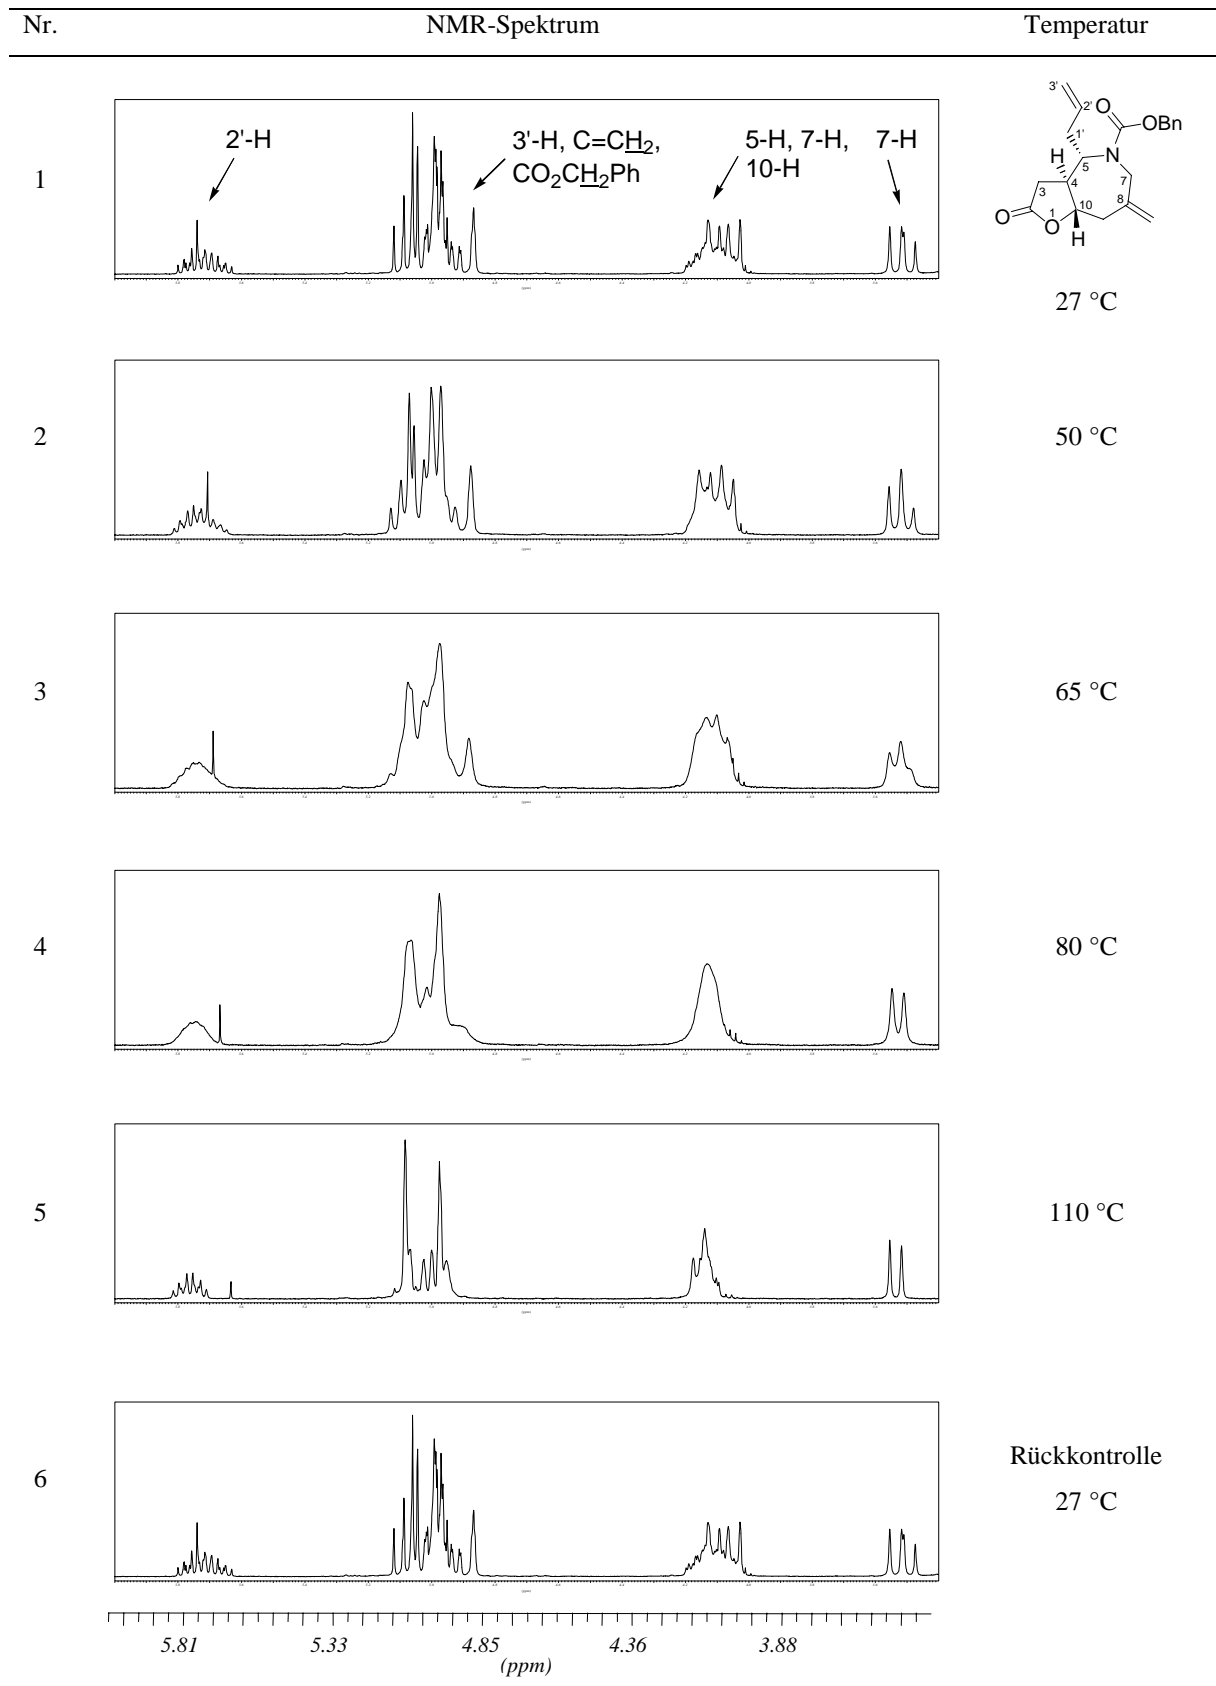 Nr. NMR-Spektrum Temperatur
3'
2'
O
OBn
1
2'-H
3'-H, C=CH2,
CO2CH2Ph
5-H, 7-H,
10-H
7-H
1'
H
N
5
7
4
3
8
10
O
O
1
H
27 °C
2
50 °C
3
65 °C
4
80 °C
5
110 °C
6
Rückkontrolle
27 °C
5.81 5.33 4.85 4.36 3.88
(ppm)